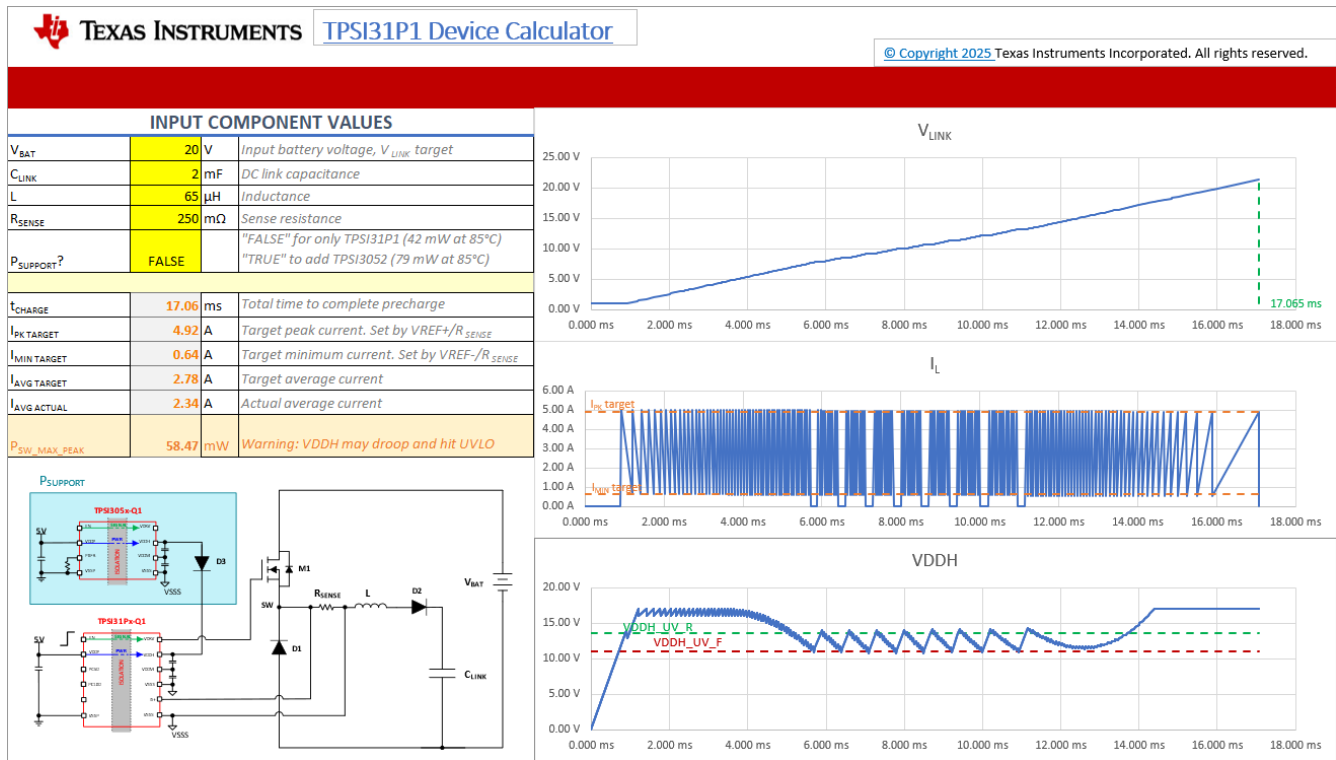 TEXAS INSTRUMENTS
TPSI31P1 Device Calculator
© Copyright 2025 Texas Instruments Incorporated. All rights reserved.
INPUT COMPONENT VALUES
VBAT 20 V Input battery voltage, V LINK target
CLINK 2 mF DC link capacitance
L 65 µH Inductance
RSENSE 250 mΩ Sense resistance
PSUPPORT? FALSE "FALSE" for only TPSI31P1 (42 mW at 85°C)
"TRUE" to add TPSI3052 (79 mW at 85°C)
tCHARGE 17.06 ms Total time to complete precharge
IPK TARGET 4.92 A Target peak current. Set by VREF+/R SENSE
IMIN TARGET 0.64 A Target minimum current. Set by VREF-/R SENSE
IAVG TARGET 2.78 A Target average current
IAVG ACTUAL 2.34 A Actual average current
PSW_MAX_PEAK 58.47 mW Warning: VDDH may droop and hit UVLO
PSUPPORT
TPSI305x-Q1
5V
ISOLATION
D3
VSSS
TPSI31Px-Q1
5V
ISOLATION
VSSS
M1
SW
RSENSE
L
D2
VBAT
D1
CLINK
VLINK
25.00 V
20.00 V
15.00 V
10.00 V
5.00 V
0.00 V
17.065 ms
0.000 ms 2.000 ms 4.000 ms 6.000 ms 8.000 ms 10.000 ms 12.000 ms 14.000 ms 16.000 ms 18.000 ms
IL
6.00 A
5.00 A
4.00 A
3.00 A
2.00 A
1.00 A
0.00 A
IPK target
IMIN target
0.000 ms 2.000 ms 4.000 ms 6.000 ms 8.000 ms 10.000 ms 12.000 ms 14.000 ms 16.000 ms 18.000 ms
VDDH
20.00 V
15.00 V
10.00 V
5.00 V
0.00 V
VDDH_UV_R
VDDH_UV_F
0.000 ms 2.000 ms 4.000 ms 6.000 ms 8.000 ms 10.000 ms 12.000 ms 14.000 ms 16.000 ms 18.000 ms